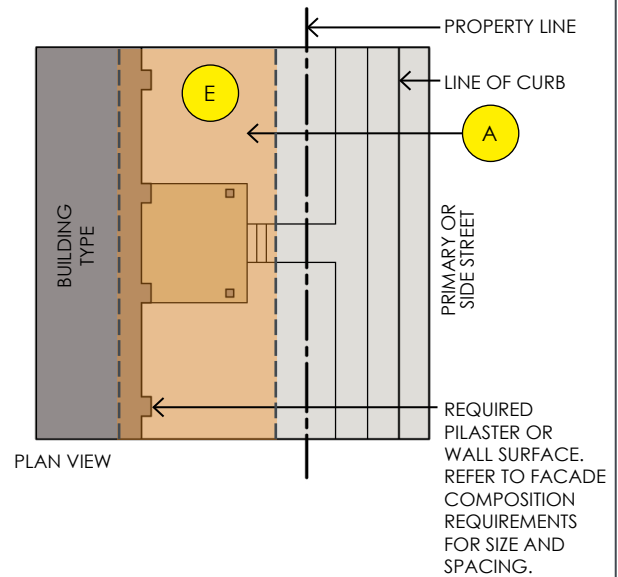 PROPERTY LINE
LINE OF CURB
E
A
BUILDING
TYPE
PRIMARY OR
SIDE STREET
REQUIRED
PILASTER OR
WALL SURFACE.
REFER TO FACADE
COMPOSITION
REQUIREMENTS
FOR SIZE AND
SPACING.
PLAN VIEW